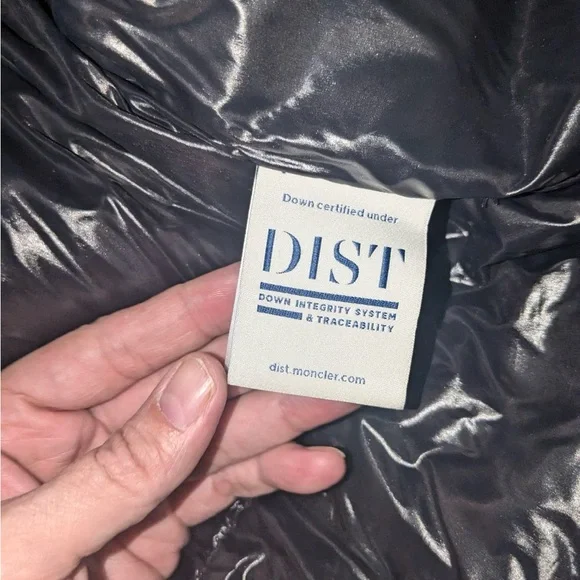 Down certified under
DIST
DOWN INTEGRITY SYSTEM
& TRACEABILITY
dist.moncler.com